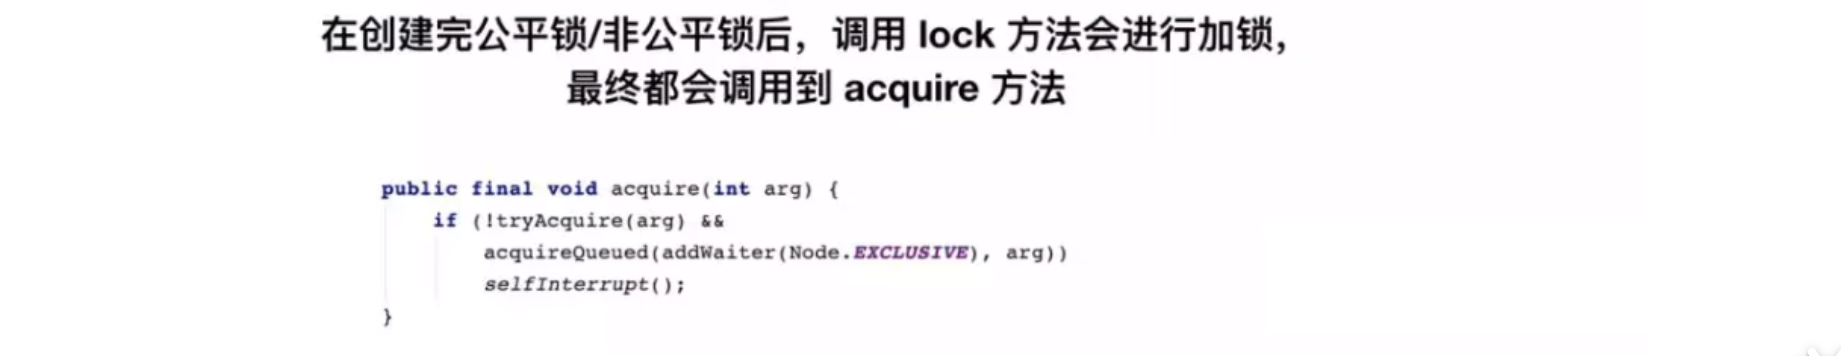 在创建完公平锁/非公平锁后，调用 lock 方法会进行加锁，
最终都会调用到 acquire 方法
public final void acquire(int arg) {
    if (!tryAcquire(arg) &&
        acquireQueued(addWaiter(Node.EXCLUSIVE), arg))
        selfInterrupt();
}